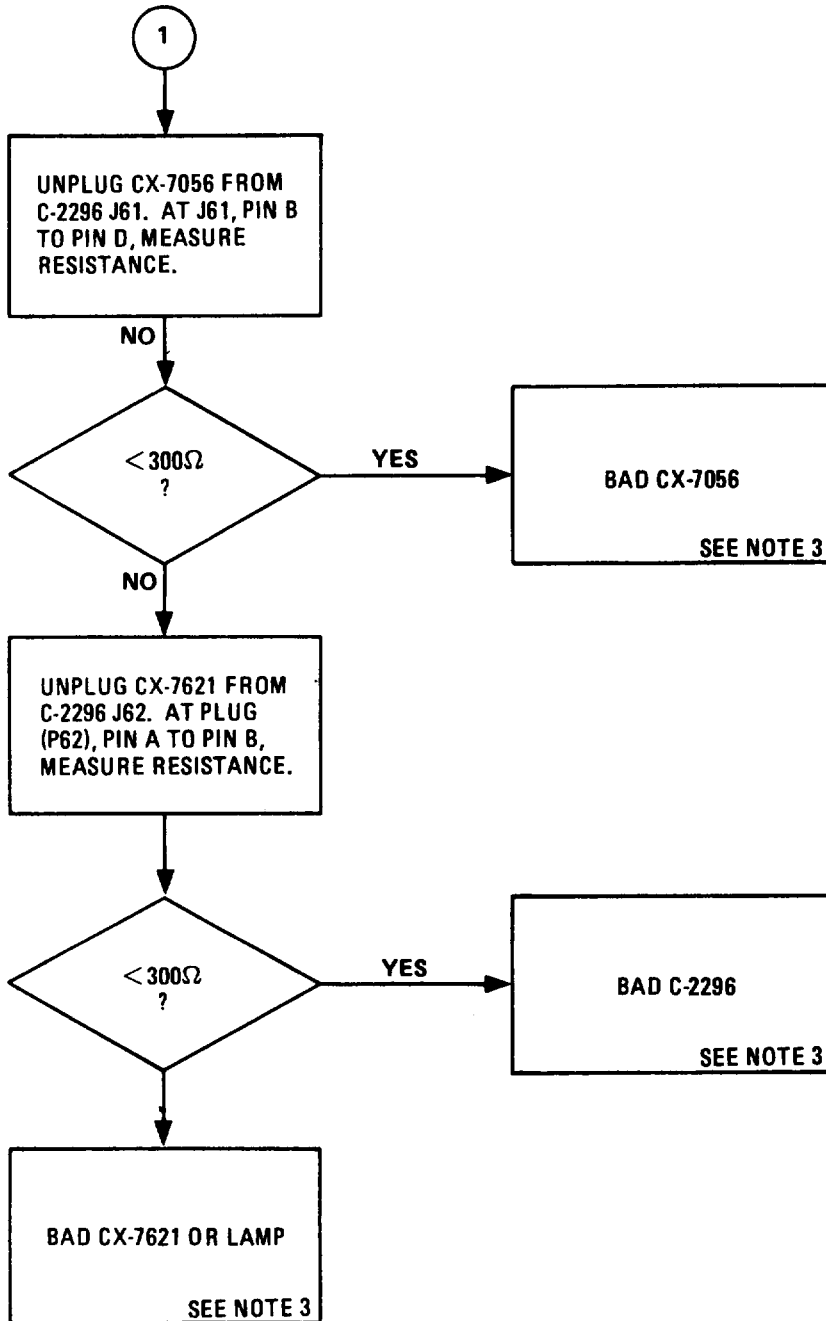 1
UNPLUG CX-7056 FROM
C-2296 J61. AT J61, PIN B
TO PIN D, MEASURE
RESISTANCE.
NO
<300Ω
?
YES
BAD CX-7056
SEE NOTE 3
NO
UNPLUG CX-7621 FROM
C-2296 J62. AT PLUG
(P62), PIN A TO PIN B,
MEASURE RESISTANCE.
<300Ω
?
YES
BAD C-2296
SEE NOTE 3
BAD CX-7621 OR LAMP
SEE NOTE 3